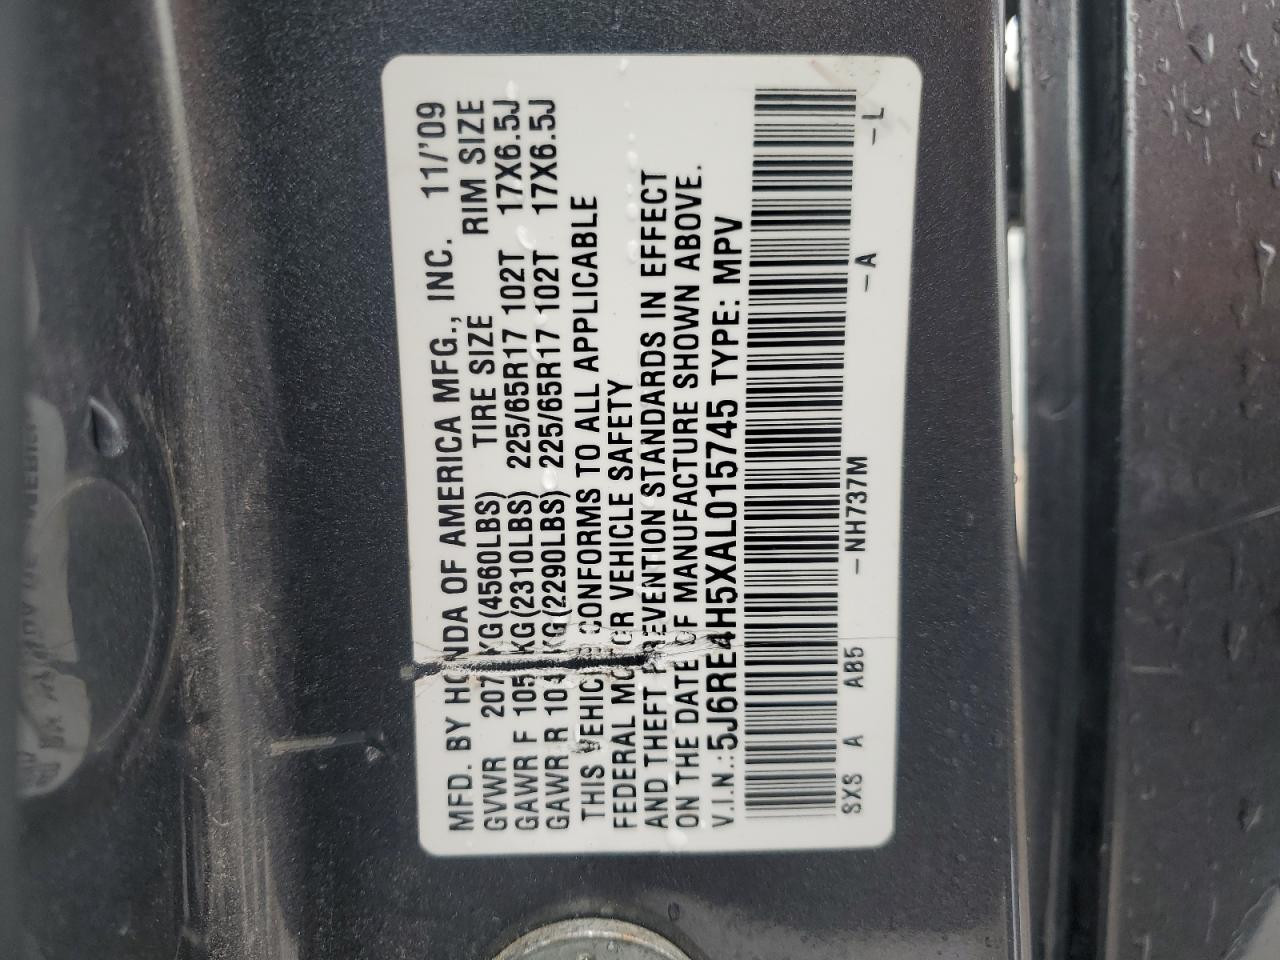 MFD. BY HONDA OF AMERICA MFG., INC. 11/'09
GVWR KG(4560LBS) TIRE SIZE RIM SIZE
GAWR F KG(2310LBS) 225/65R17 102T 17X6.5J
GAWR R KG(2290LBS) 225/65R17 102T 17X6.5J
THIS VEHICLE CONFORMS TO ALL APPLICABLE
FEDERAL MOTOR VEHICLE SAFETY
AND THEFT PREVENTION STANDARDS IN EFFECT
ON THE DATE OF MANUFACTURE SHOWN ABOVE.
V.I.N.:5J6RE4H5XAL015745 TYPE: MPV
SXS A AB5 -NH737M -A -L